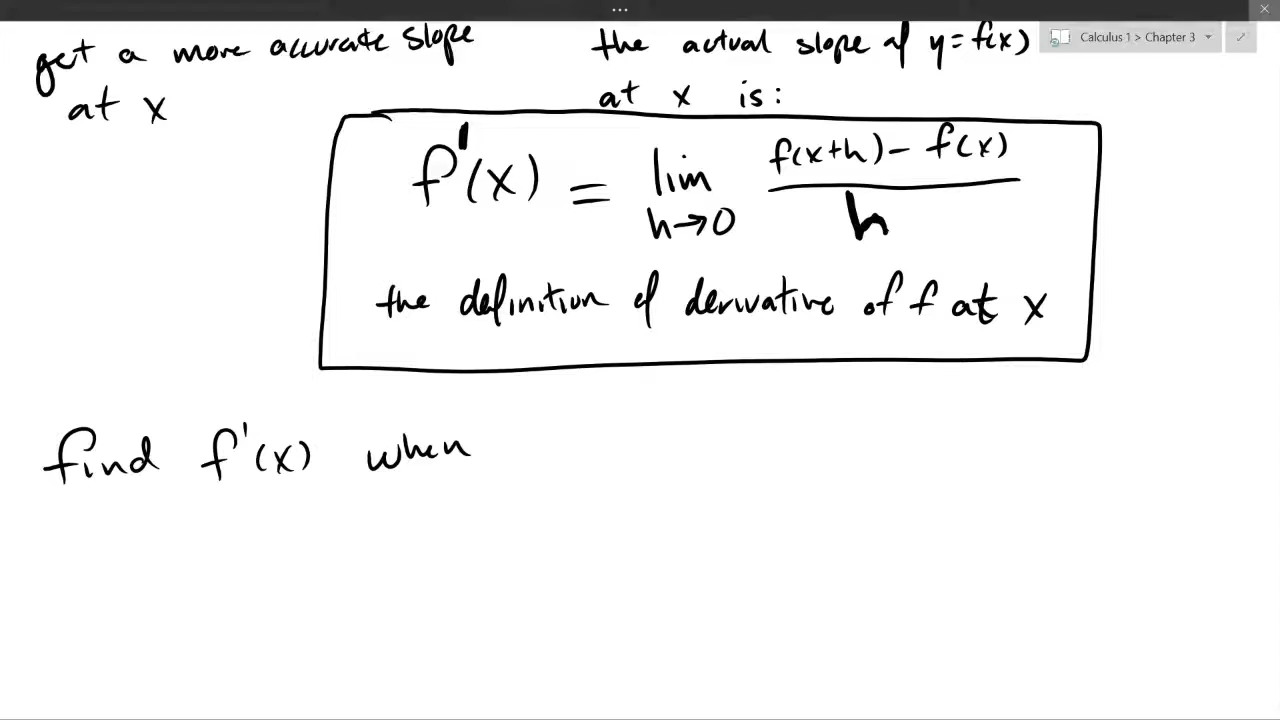 ...
Calculus 1 > Chapter 3
get a more accurate slope
at x
the actual slope of y = f(x)
at x is:
f'(x) = lim h→0 f(x+h) - f(x) / h
the definition of derivative of f at x
find f'(x) when